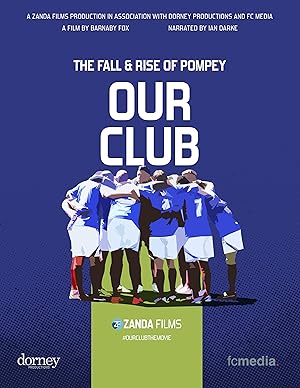 A ZANDA FILMS PRODUCTION IN ASSOCIATION WITH DORNEY PRODUCTIONS AND FC MEDIA
A FILM BY BARNABY FOX NARRATED BY IAN DARKE
THE FALL & RISE OF POMPEY
OUR
CLUB
ZF ZANDA FILMS
#OURCLUBTHEMOVIE
dorney
PRODUCTIONS
fcmedia.